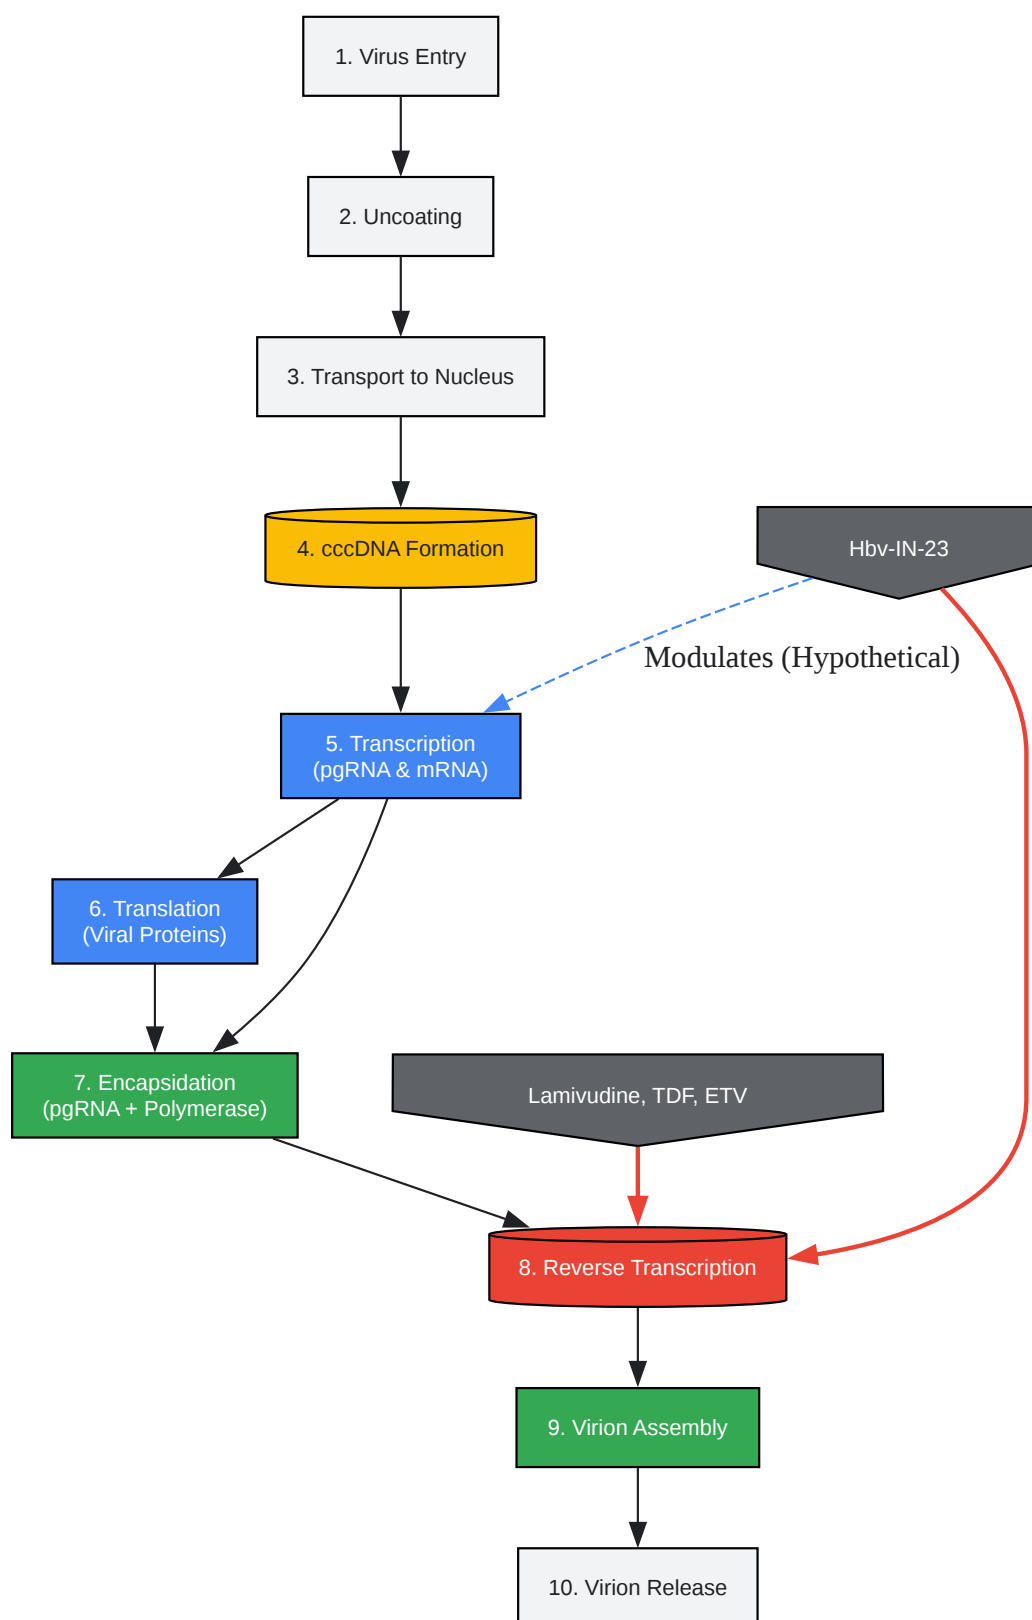 1. Virus Entry
2. Uncoating
3. Transport to Nucleus
4. cccDNA Formation
Hbv-IN-23
Modulates (Hypothetical)
5. Transcription
(pgRNA & mRNA)
6. Translation
(Viral Proteins)
7. Encapsidation
(pgRNA + Polymerase)
Lamivudine, TDF, ETV
8. Reverse Transcription
9. Virion Assembly
10. Virion Release